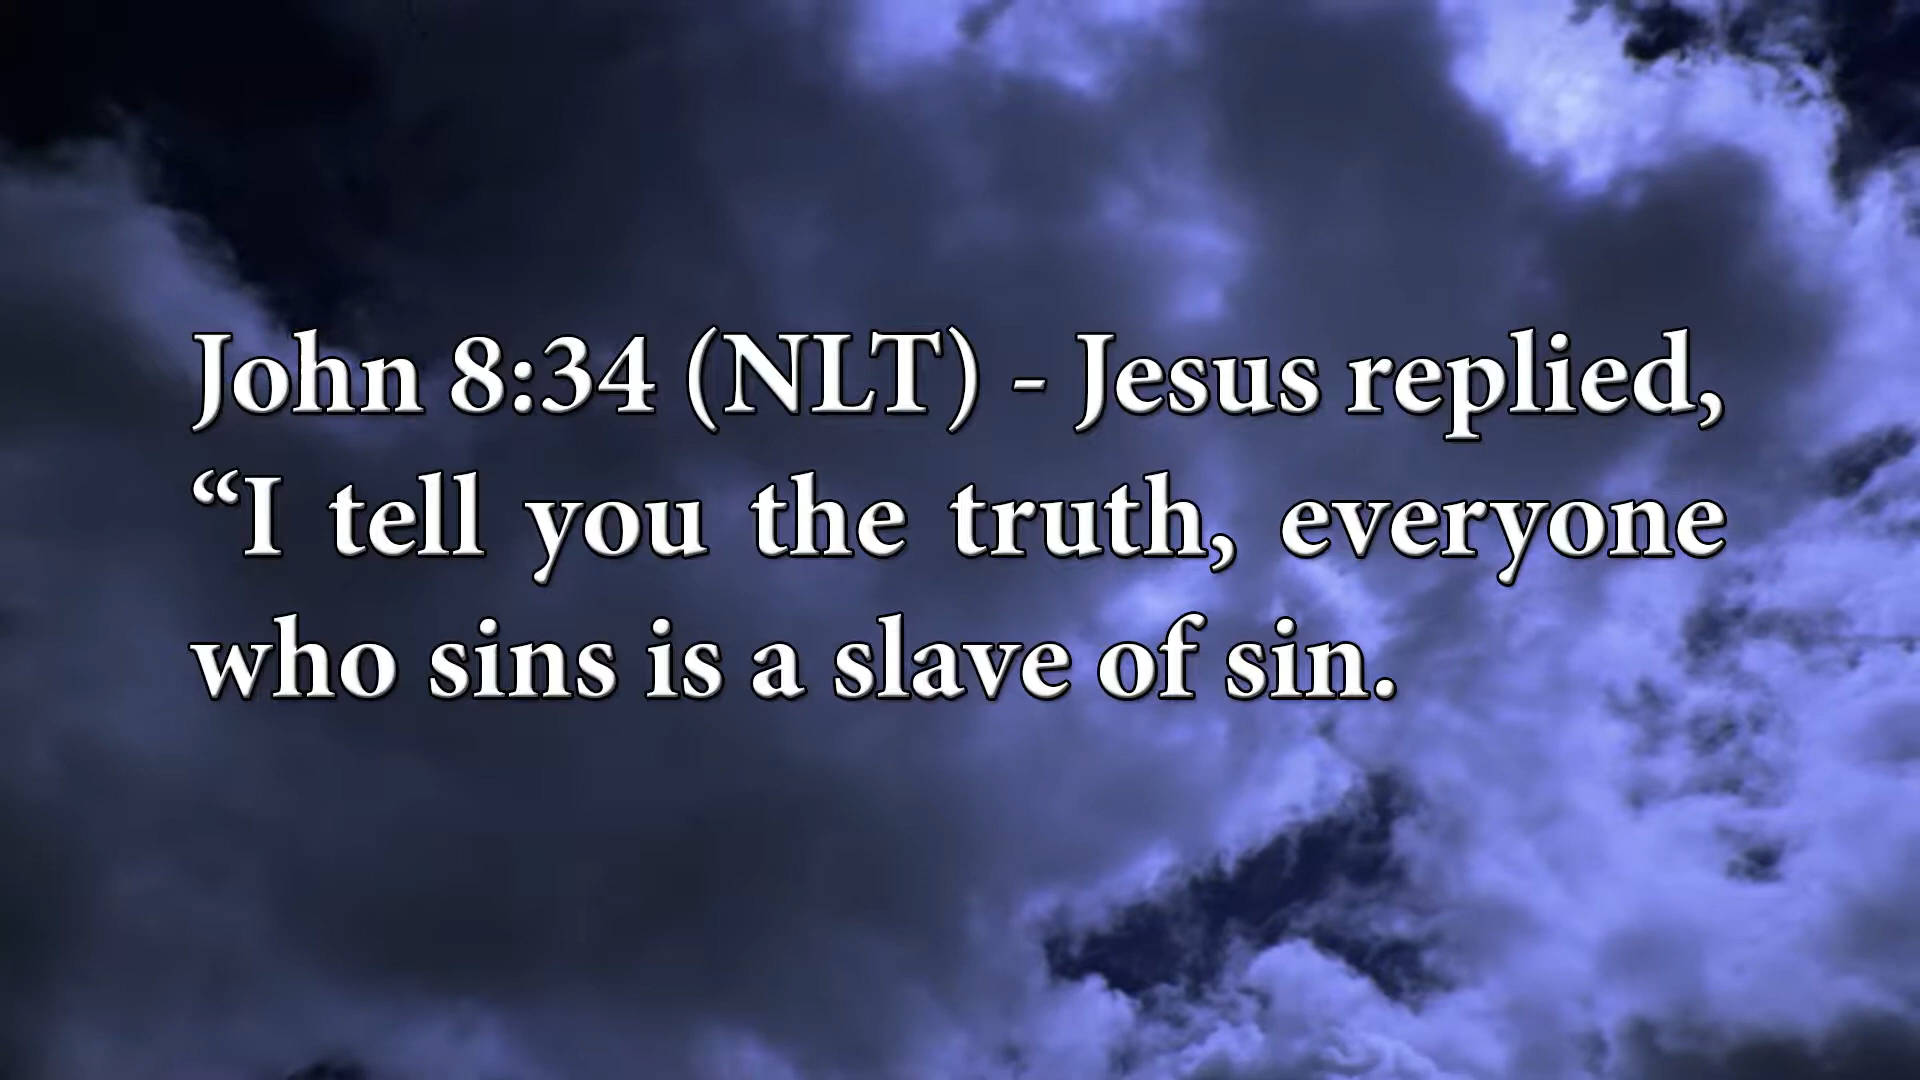 John 8:34 (NLT) - Jesus replied,
“I tell you the truth, everyone
who sins is a slave of sin.